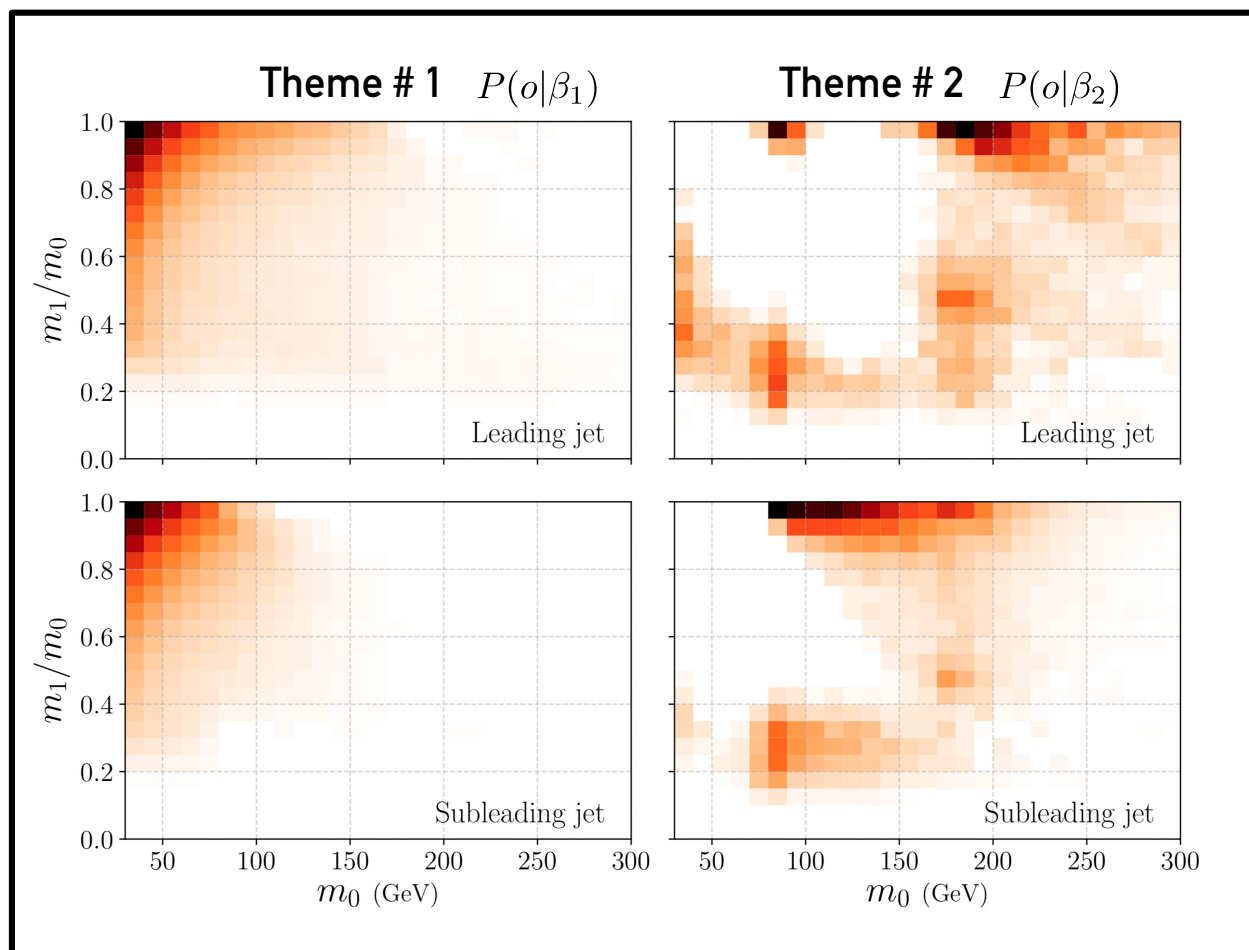 Theme # 1 P(o|β₁)
Theme # 2 P(o|β₂)
1.0
0.8
0.6
0.4
0.2
0.0
m₁/m₀
Leading jet
Leading jet
1.0
0.8
0.6
0.4
0.2
0.0
m₁/m₀
Subleading jet
Subleading jet
50 100 150 200 250 300
50 100 150 200 250 300
m₀ (GeV)
m₀ (GeV)